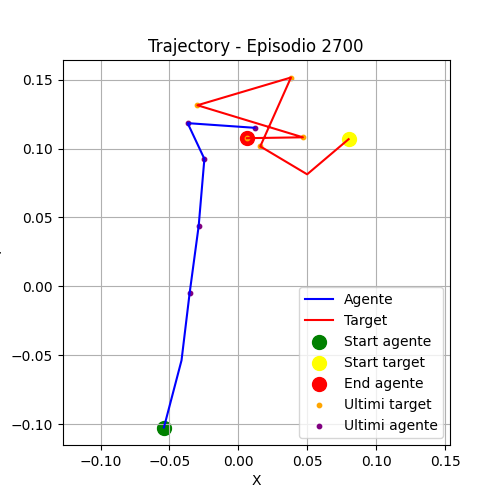 Trajectory - Episodio 2700
0.15
0.10
0.05
0.00
−0.05
−0.10
−0.10
−0.05
0.00
0.05
0.10
0.15
X
Agente
Target
Start agente
Start target
End agente
Ultimi target
Ultimi agente